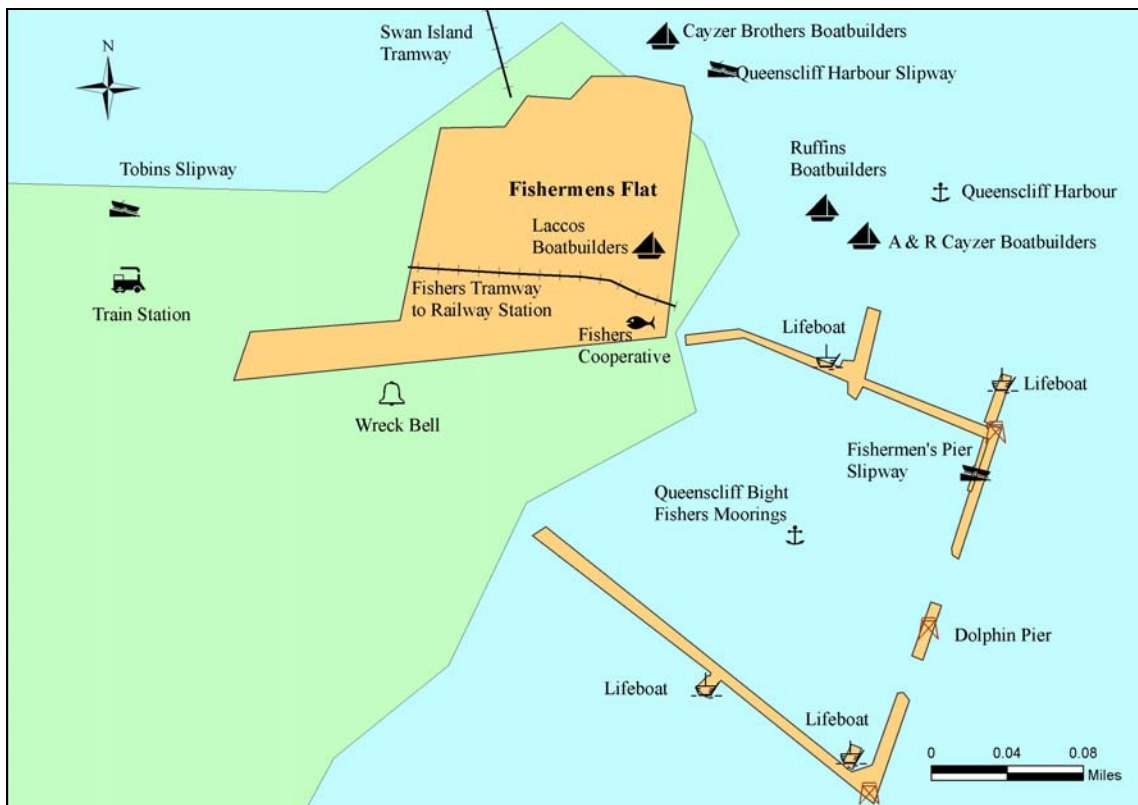 N
Swan Island
Tramway
Cayzer Brothers Boatbuilders
Queenscliff Harbour Slipway
Tobins Slipway
Ruffins
Boatbuilders
Fishermens Flat
Queenscliff Harbour
Laccos
Boatbuilders
A & R Cayzer Boatbuilders
Train Station
Fishers Tramway
to Railway Station
Lifeboat
Fishers
Cooperative
Lifeboat
Wreck Bell
Fishermen's Pier
Slipway
Queenscliff Bight
Fishers Moorings
Dolphin Pier
Lifeboat
Lifeboat
0 0.04 0.08
Miles